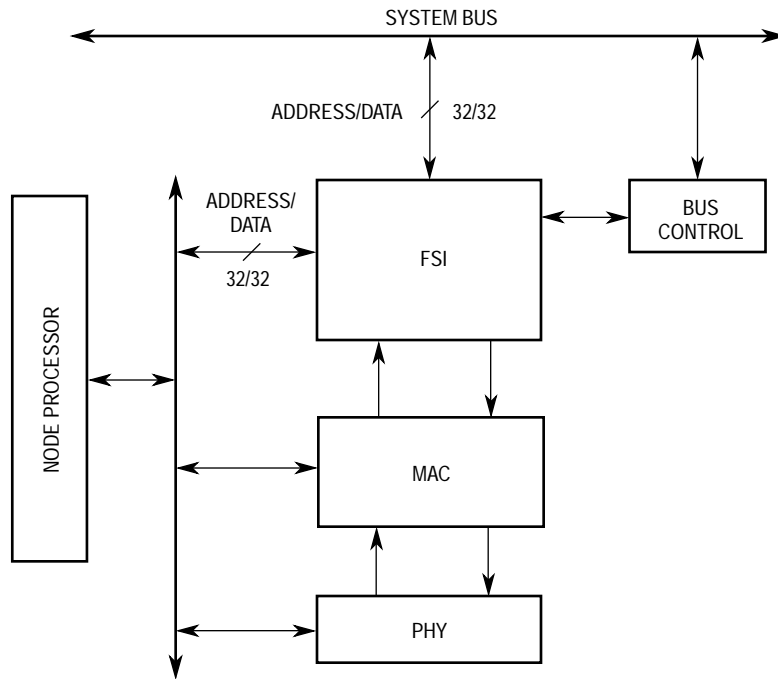 SYSTEM BUS
ADDRESS/DATA
32/32
ADDRESS/
DATA
32/32
FSI
BUS
CONTROL
NODE PROCESSOR
MAC
PHY